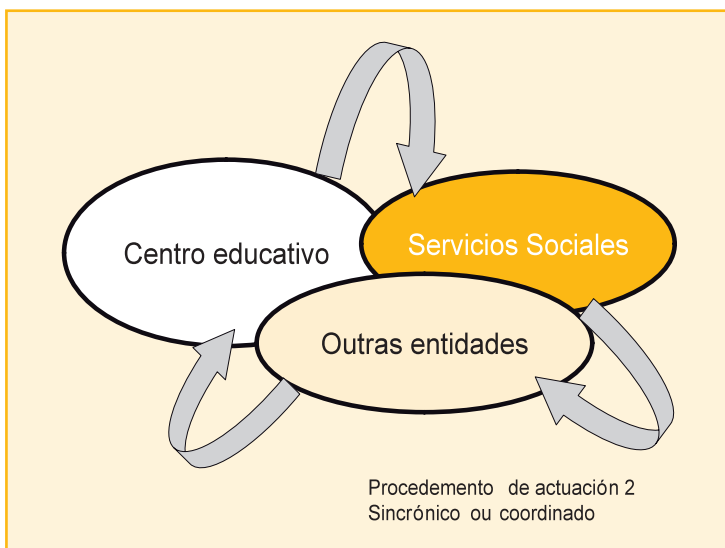 Centro educativo
Servicios Sociales
Outras entidades
Procedemento de actuación 2
Sincrónico ou coordinado